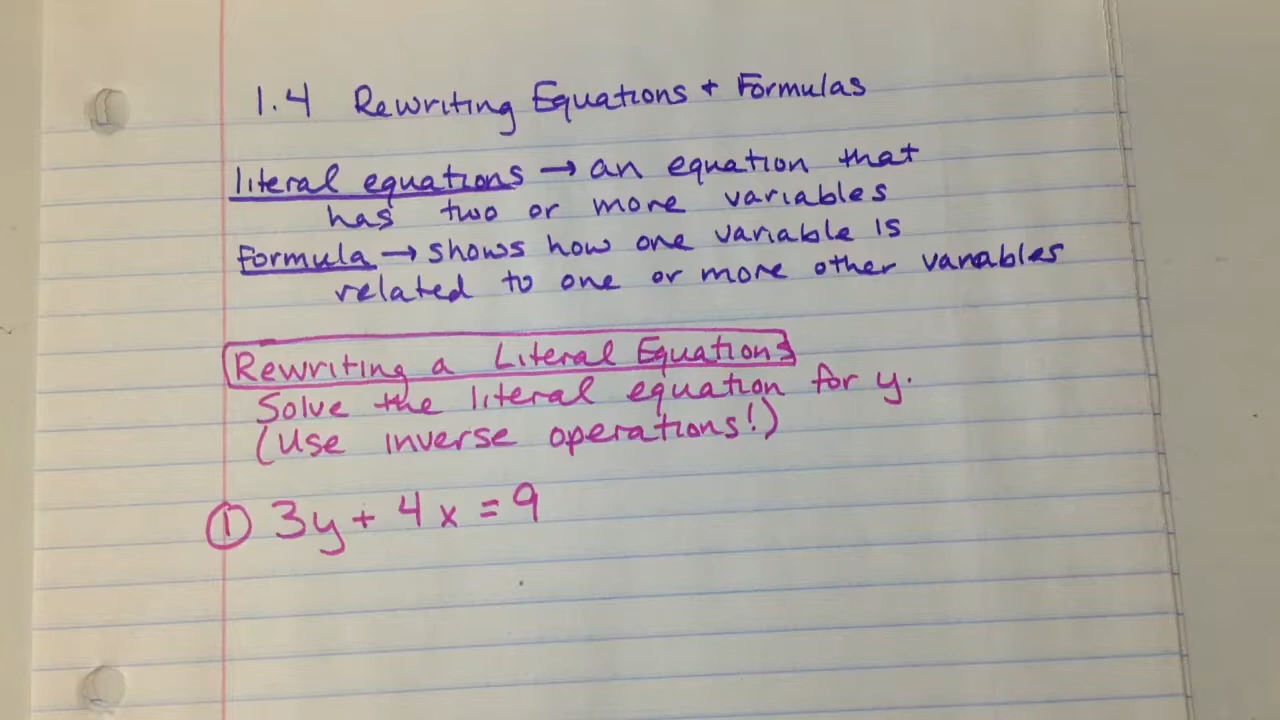 1.4 Rewriting Equations + Formulas
literal equations → an equation that
has two or more variables
Formula → shows how one variable is
related to one or more other variables
Rewriting a Literal Equations
Solve the literal equation for y.
(Use inverse operations!)
① 3y + 4x = 9